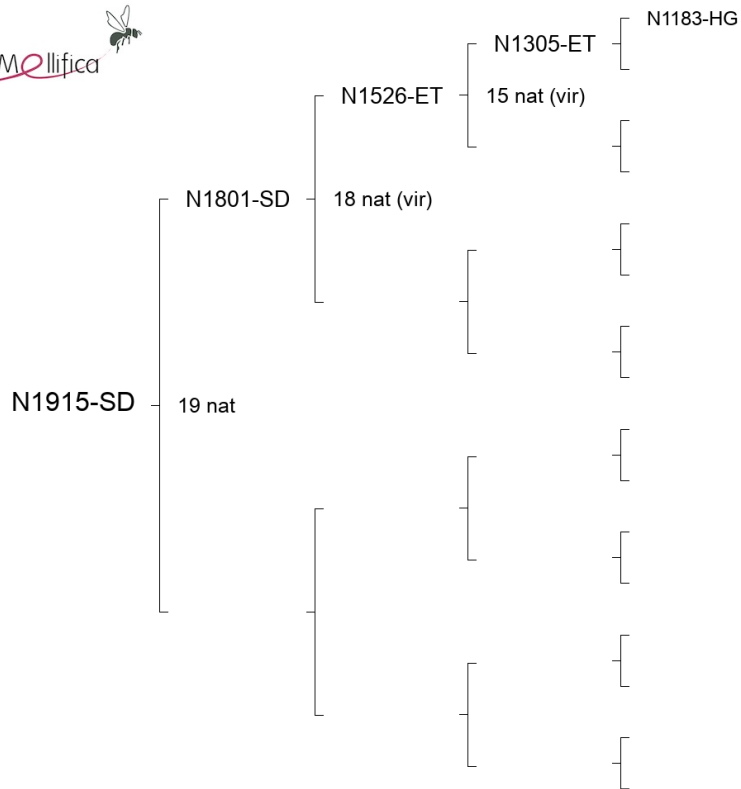 Mellifica
N1183-HG
N1305-ET
N1526-ET
15 nat (vir)
N1801-SD
18 nat (vir)
N1915-SD
19 nat